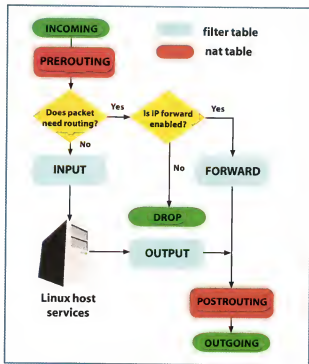 INCOMING
filter table
nat table
PREROUTING
Does packet
need routing?
Yes
Is IP forward
enabled?
Yes
No
INPUT
No
FORWARD
DROP
OUTPUT
Linux host
services
POSTROUTING
OUTGOING